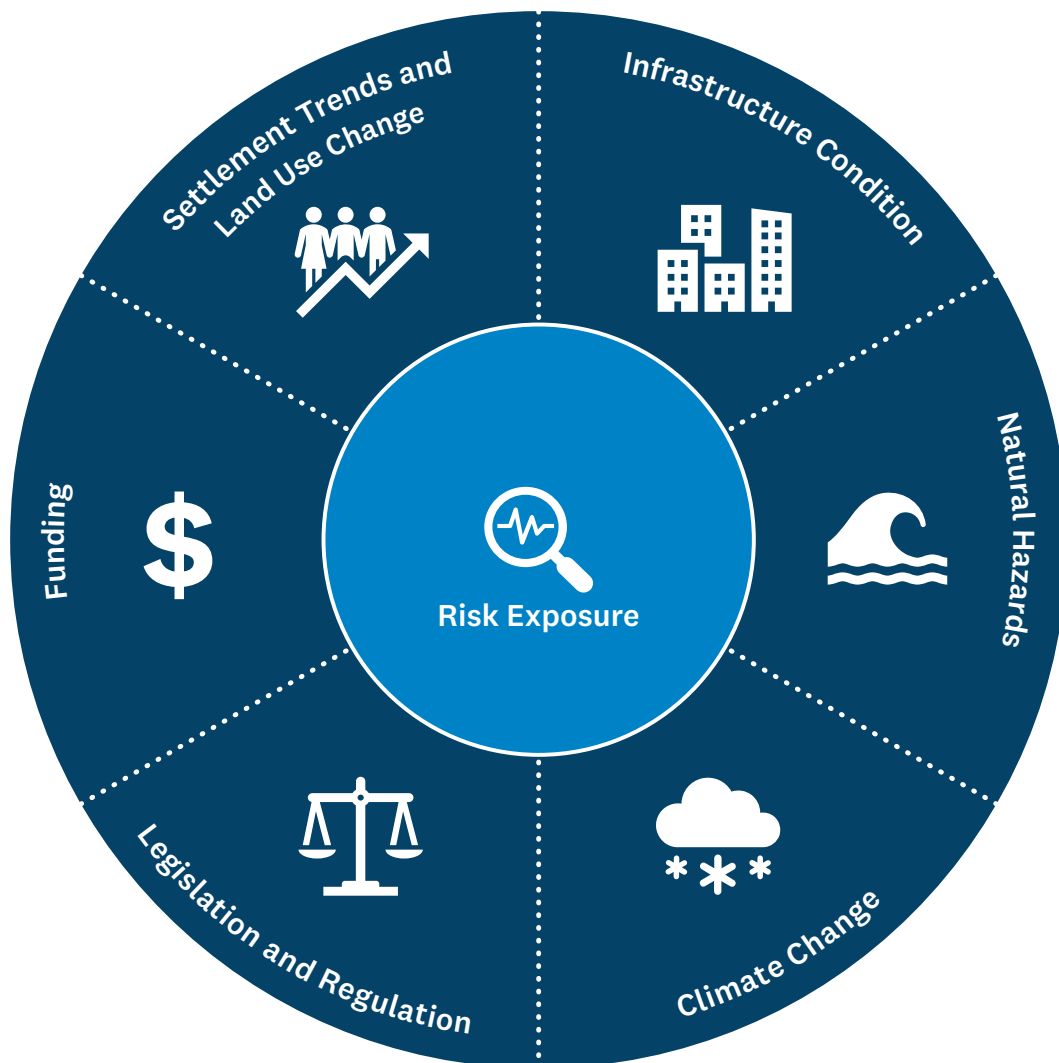 Settlement Trends and
Land Use Change
Infrastructure Condition
Natural Hazards
Climate Change
Legislation and Regulation
Funding
$
Risk Exposure